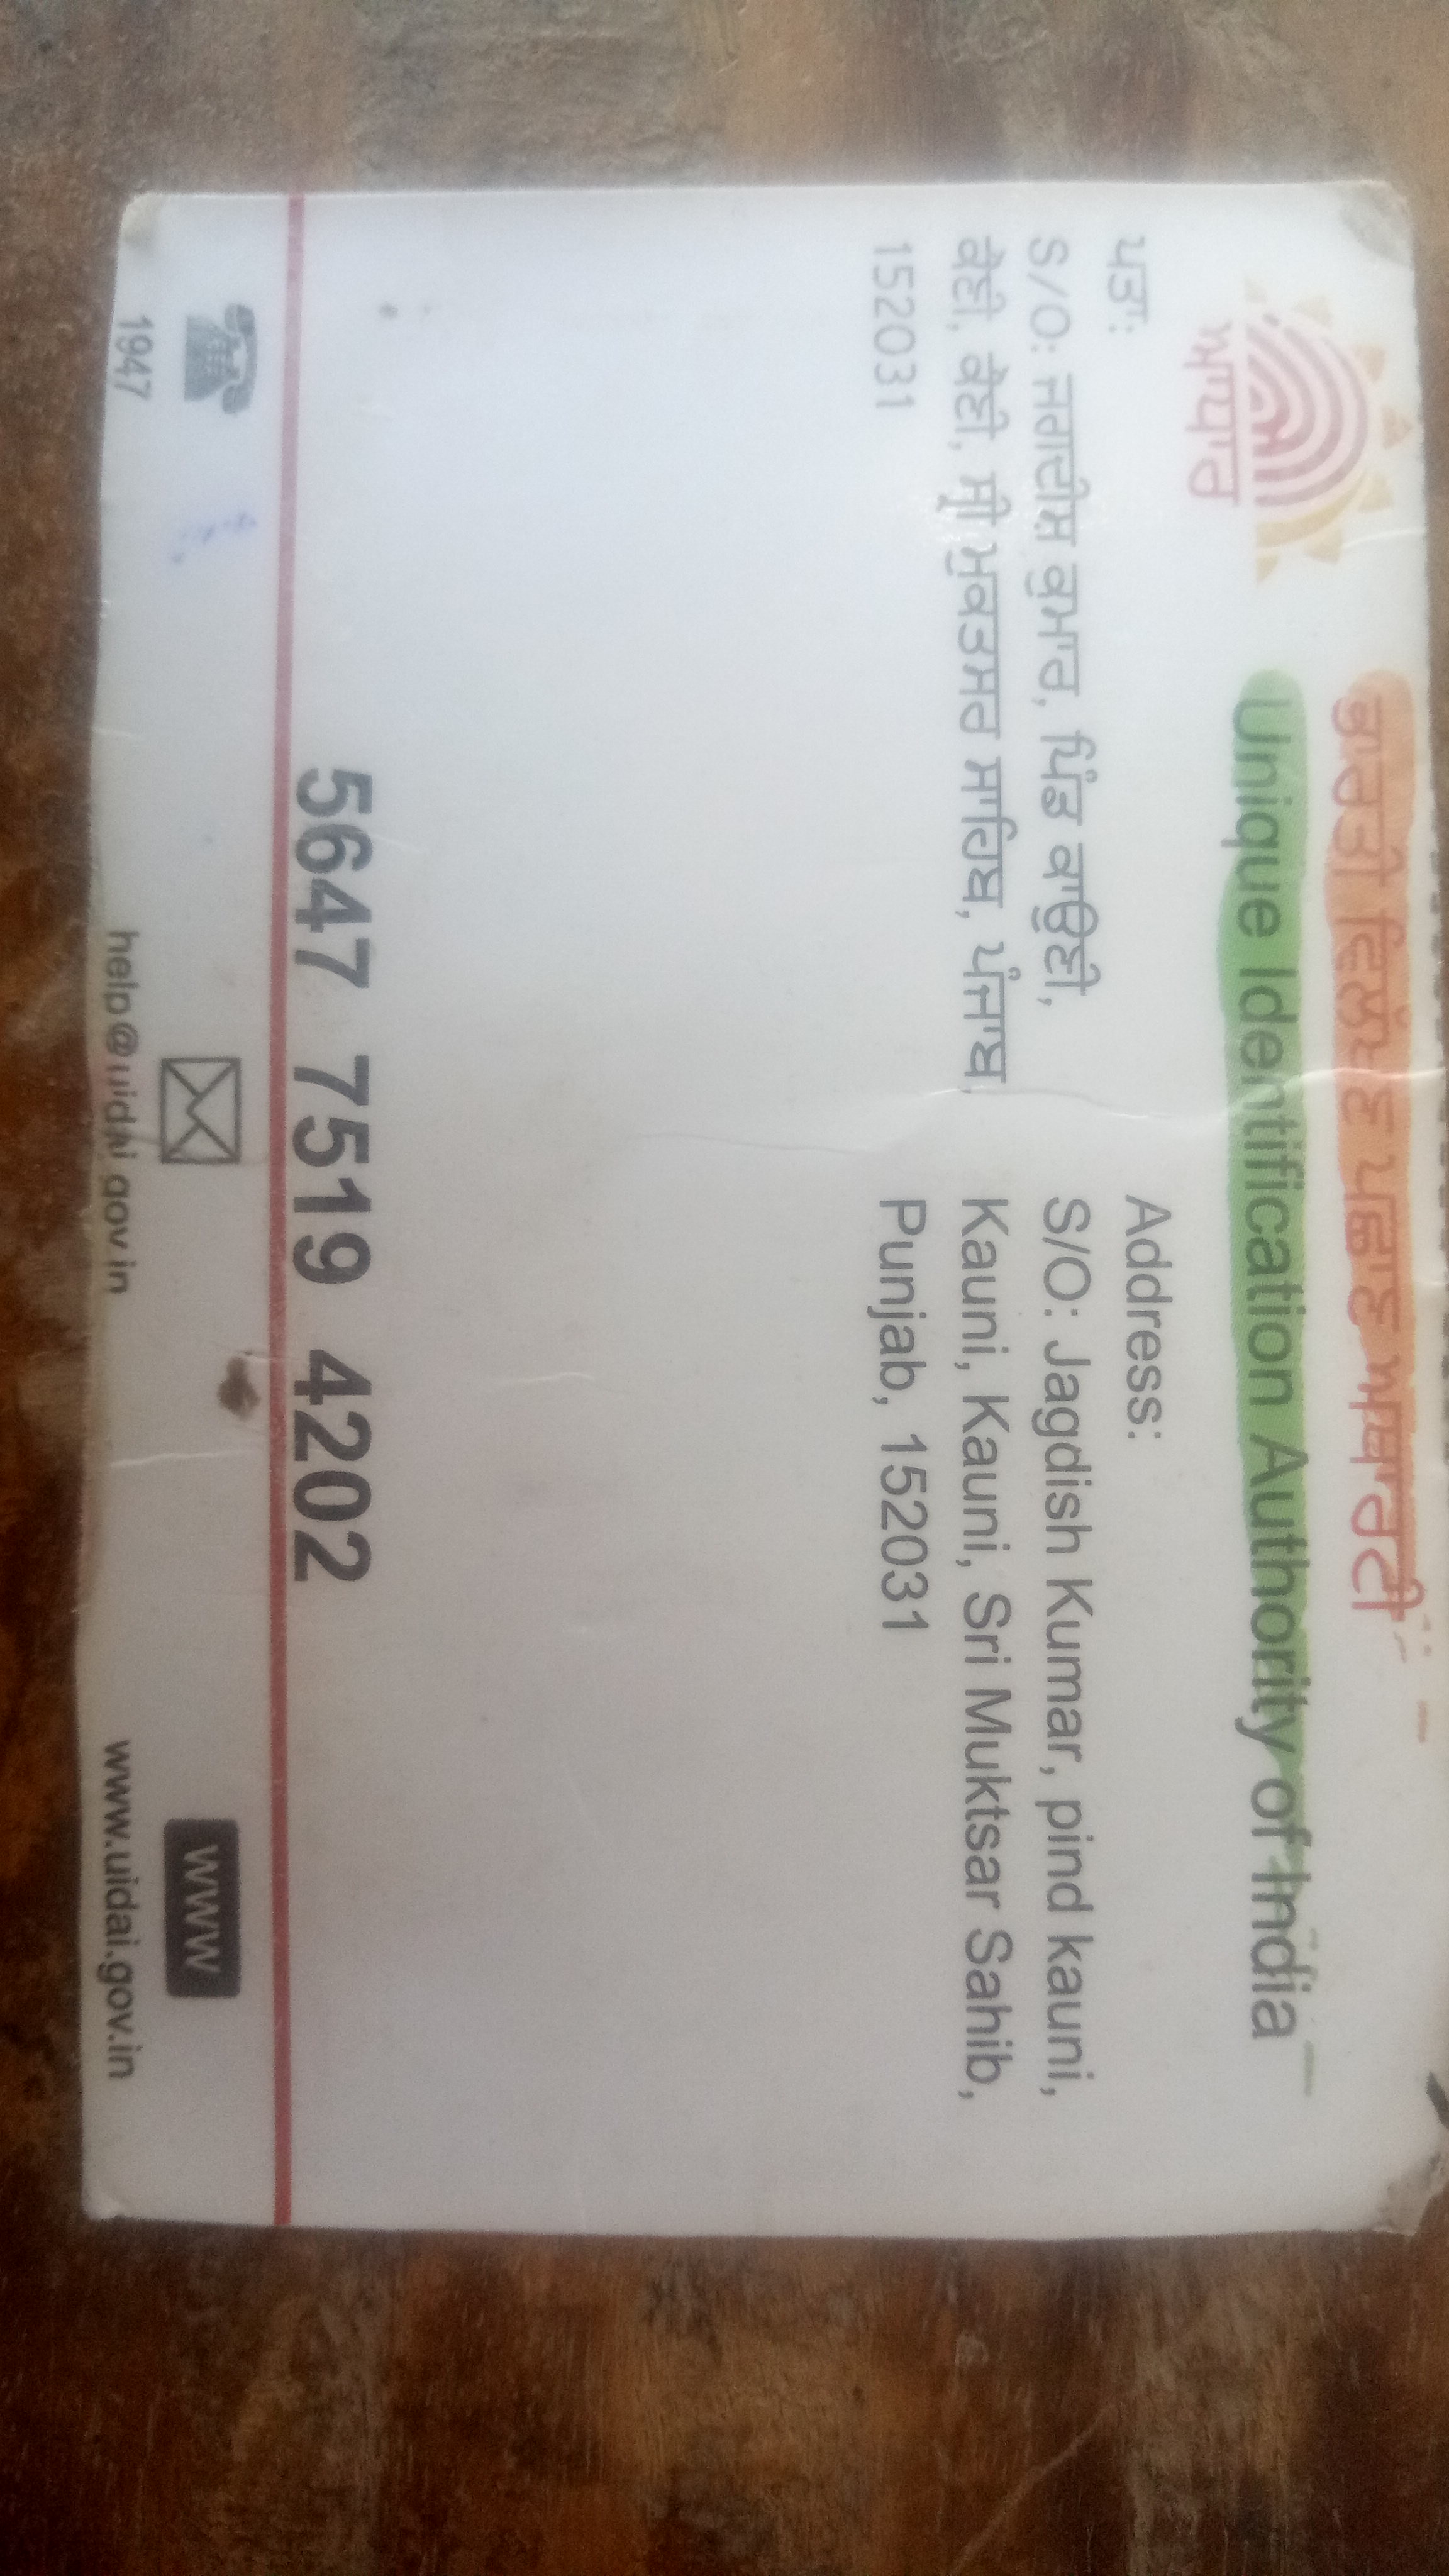 ਭਾਰਤੀ ਵਿਲੱਖਣ ਪਛਾਣ ਅਥਾਰਟੀ
Unique Identification Authority of India
ਆਧਾਰ
ਪਤਾ:
S/O: ਜਗਦੀਸ਼ ਕੁਮਾਰ, ਪਿੰਡ ਕਾਉਣੀ,
ਕੋਣੀ, ਕੋਣੀ, ਸ੍ਰੀ ਮੁਕਤਸਰ ਸਾਹਿਬ, ਪੰਜਾਬ,
152031
Address:
S/O: Jagdish Kumar, pind kauni,
Kauni, Kauni, Sri Muktsar Sahib,
Punjab, 152031
5647 7519 4202
1947
help@uidai.gov.in
WWW
www.uidai.gov.in